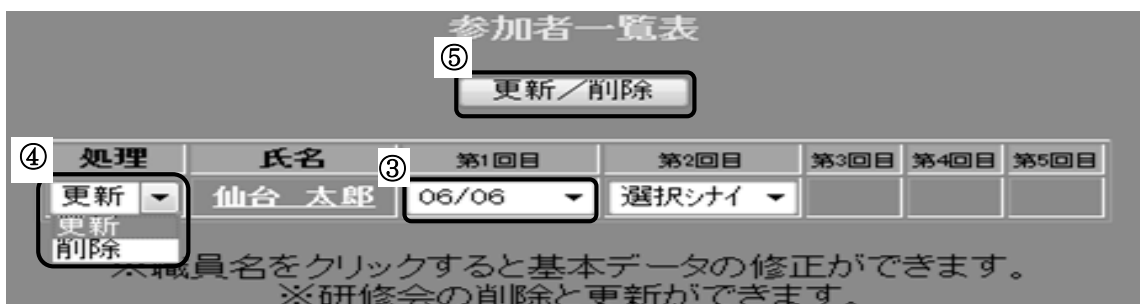 参加者一覧表
⑤
更新／削除
④ 処理 氏名 ③ 第1回目 第2回目 第3回目 第4回目 第5回目
更新 仙台 太郎 06/06 選択シナイ
更新
削除
※職員名をクリックすると基本データの修正ができます。
※研修会の削除と更新ができます。